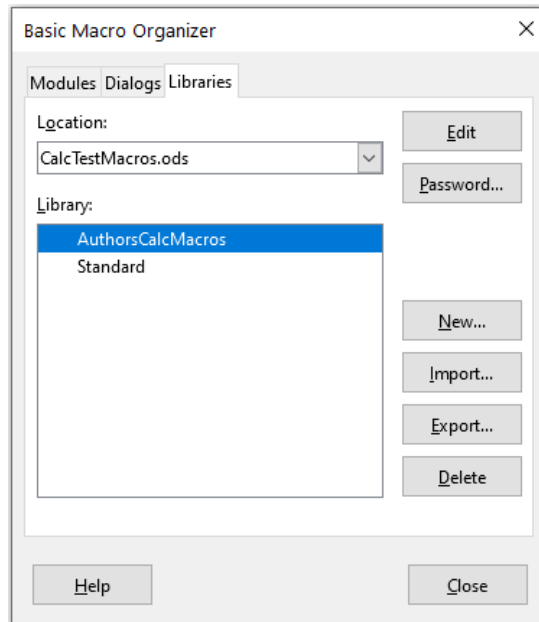 Basic Macro Organizer
Modules Dialogs Libraries
Location:
CalcTestMacros.ods
Edit
Password...
Library:
AuthorsCalcMacros
Standard
New...
Import...
Export...
Delete
Help
Close